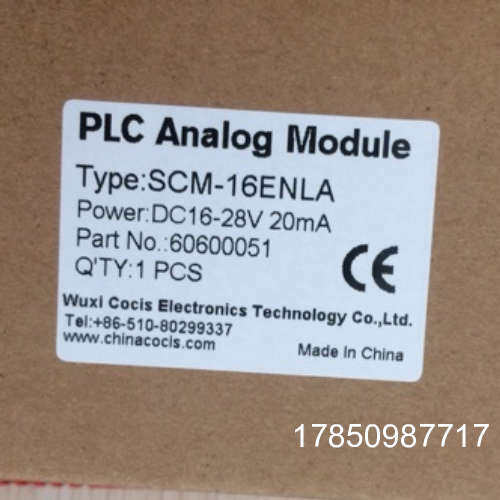 PLC Analog Module
Type:SCM-16ENLA
Power:DC16-28V 20mA
Part No.:60600051
Q'TY:1 PCS
CE
Wuxi Cocis Electronics Technology Co.,Ltd.
Tel:+86-510-80299337
www.chinacocis.com
Made In China
17850987717